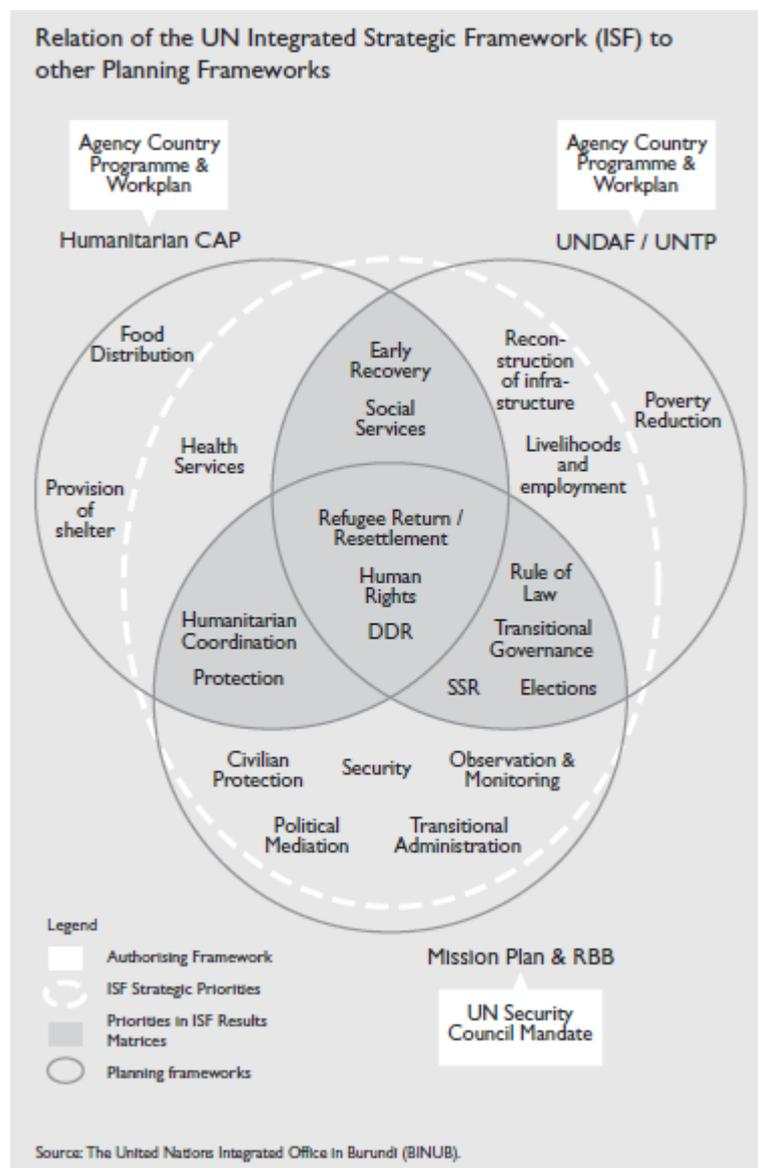 Relation of the UN Integrated Strategic Framework (ISF) to
other Planning Frameworks
Agency Country
Programme &
Workplan
Agency Country
Programme &
Workplan
Humanitarian CAP
UNDAF / UNTP
Food
Distribution
Early
Recovery
Social
Services
Recon-
struction
of infra-
structure
Poverty
Reduction
Health
Services
Livelihoods
and
employment
Provision
of
shelter
Refugee Return /
Resettlement
Human
Rights
DDR
Rule of
Law
Transitional
Governance
SSR
Elections
Humanitarian
Coordination
Protection
Civilian
Protection
Security
Observation &
Monitoring
Political
Mediation
Transitional
Administration
Legend
Authorising Framework
ISF Strategic Priorities
Priorities in ISF Results
Matrices
Planning frameworks
Mission Plan & RBB
UN Security
Council Mandate
Source: The United Nations Integrated Office in Burundi (BINUB).